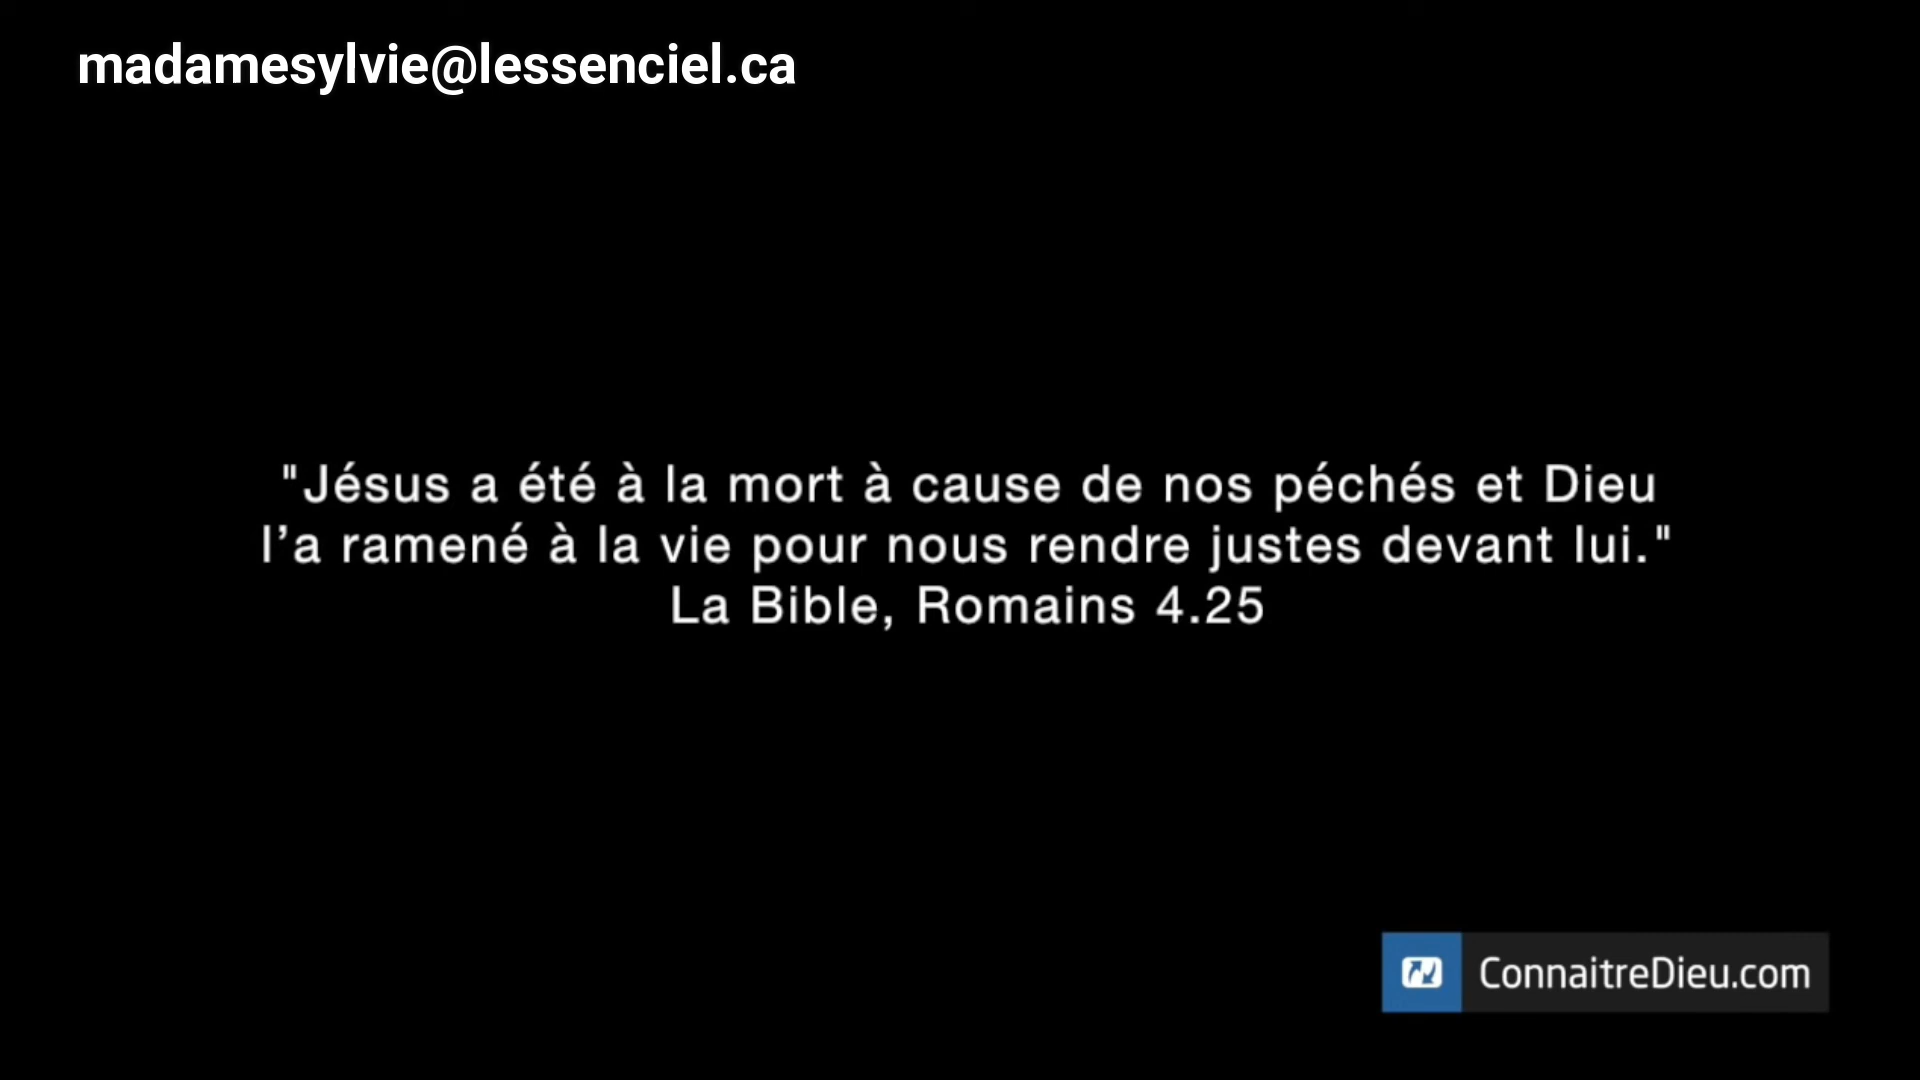 madamesylvie@lessenciel.ca
"Jésus a été à la mort à cause de nos péchés et Dieu
l’a ramené à la vie pour nous rendre justes devant lui."
La Bible, Romains 4.25
ConnaitreDieu.com